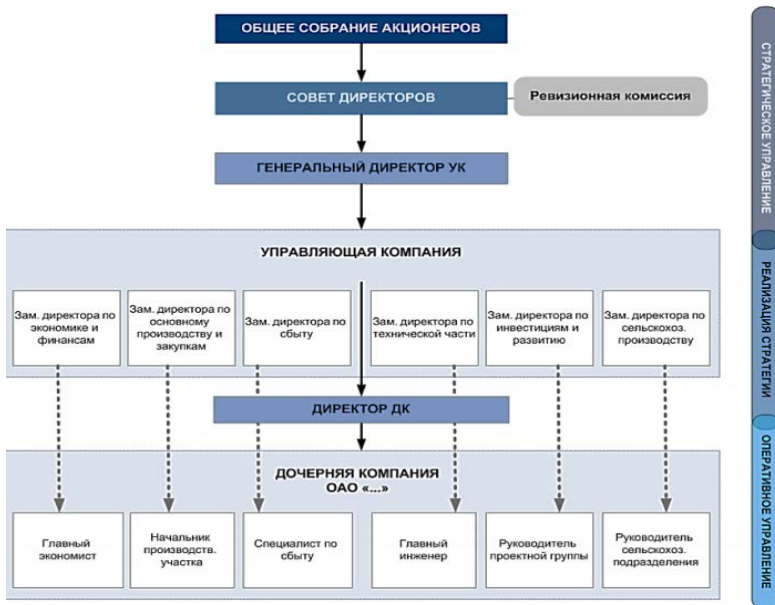 ОБЩЕЕ СОБРАНИЕ АКЦИОНЕРОВ
СОВЕТ ДИРЕКТОРОВ
Ревизионная комиссия
ГЕНЕРАЛЬНЫЙ ДИРЕКТОР УК
УПРАВЛЯЮЩАЯ КОМПАНИЯ
Зам. директора по
экономике и
финансам
Зам. директора по
основному
производству и
закупкам
Зам. директора по
сбыту
Зам. директора по
технической части
Зам. директора по
инвестициям и
развитию
Зам. директора по
сельскохоз.
производству
ДИРЕКТОР ДК
ДОЧЕРНЯЯ КОМПАНИЯ
ОАО «...»
Главный
экономист
Начальник
производств.
участка
Специалист по
сбыту
Главный
инженер
Руководитель
проектной группы
Руководитель
сельскохоз.
подразделения
СТРАТЕГИЧЕСКОЕ УПРАВЛЕНИЕ
РЕАЛИЗАЦИЯ СТРАТЕГИИ
ОПЕРАТИВНОЕ УПРАВЛЕНИЕ